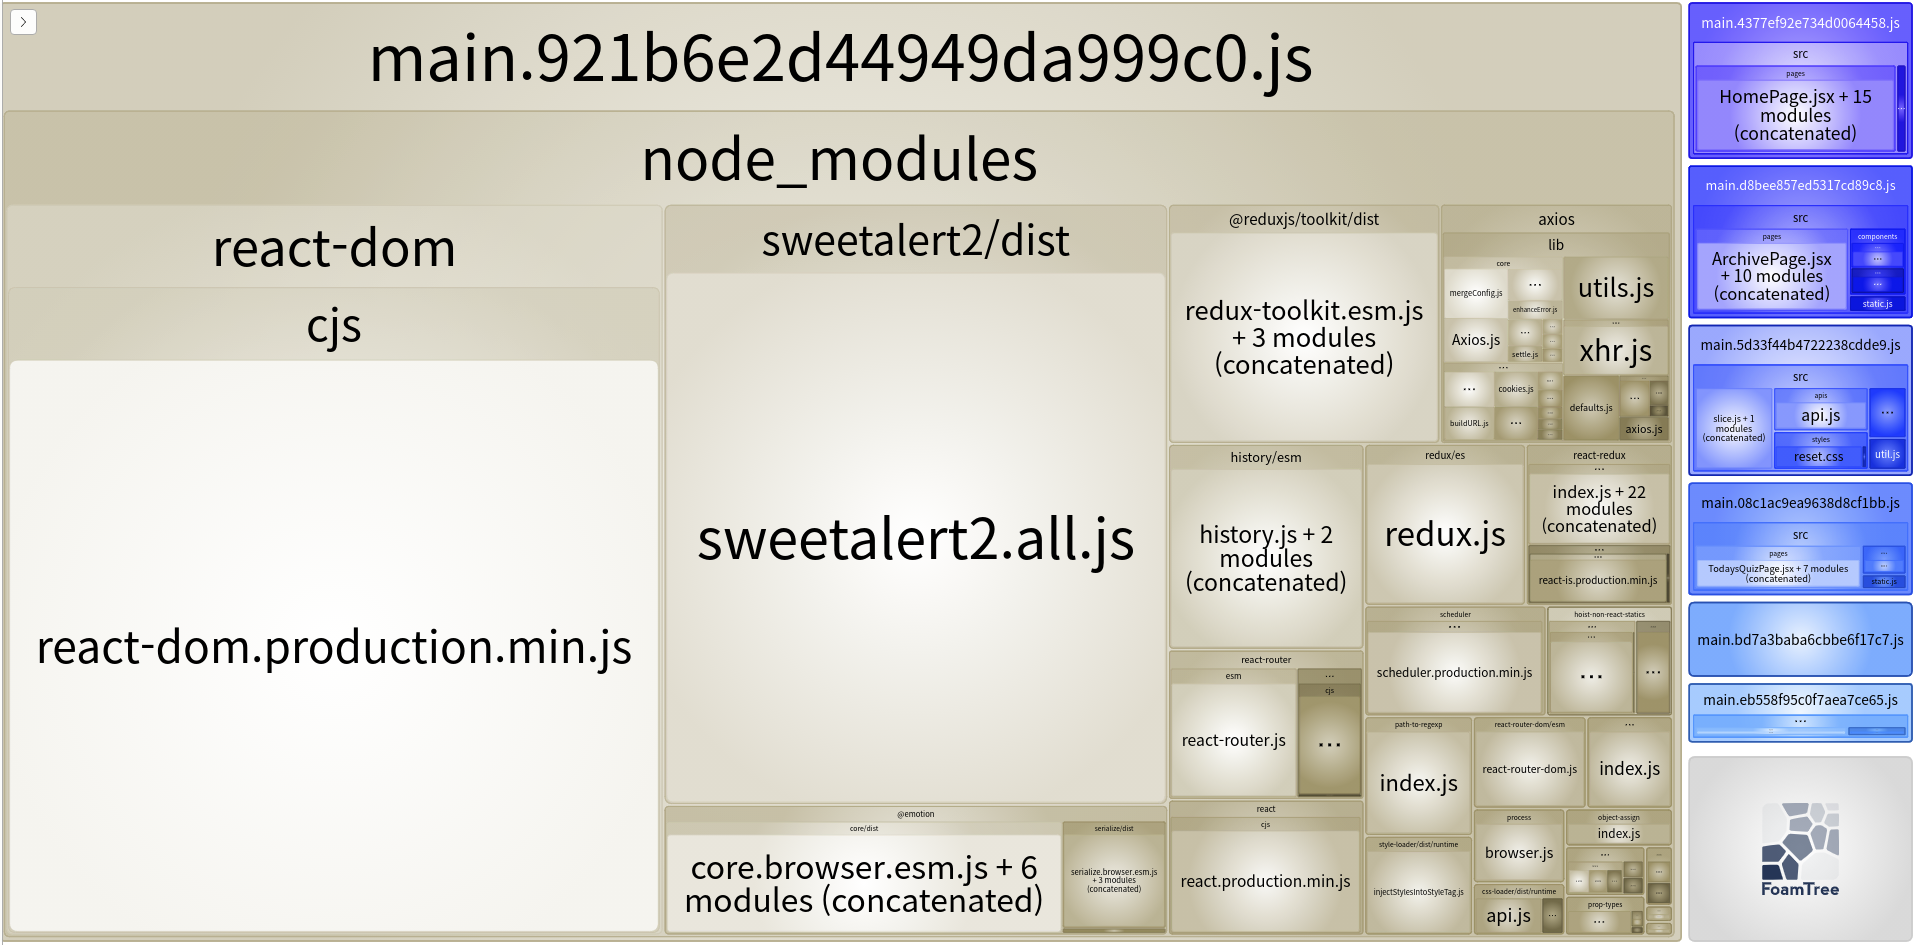 main.921b6e2d44949da999c0.js
node_modules
react-dom
cjs
react-dom.production.min.js
sweetalert2/dist
sweetalert2.all.js
@emotion
core/dist
core.browser.esm.js + 6
modules (concatenated)
serialize/dist
serialize.browser.esm.js
+ 3 modules
(concatenated)
@reduxjs/toolkit/dist
redux-toolkit.esm.js
+ 3 modules
(concatenated)
axios
lib
core
mergeConfig.js
...
enhanceError.js
Axios.js
...
settle.js
utils.js
...
xhr.js
...
...
cookies.js
buildURL.js
...
defaults.js
...
axios.js
history/esm
history.js + 2
modules
(concatenated)
redux/es
redux.js
react-redux
...
index.js + 22
modules
(concatenated)
...
...
react-is.production.min.js
react-router
esm
react-router.js
...
cjs
...
scheduler
...
scheduler.production.min.js
hoist-non-react-statics
...
...
...
...
...
react
cjs
react.production.min.js
path-to-regexp
index.js
react-router-dom/esm
react-router-dom.js
...
index.js
style-loader/dist/runtime
injectStylesIntoStyleTag.js
process
browser.js
object-assign
index.js
css-loader/dist/runtime
api.js
...
...
prop-types
...
main.4377ef92e734d0064458.js
src
pages
HomePage.jsx + 15
modules
(concatenated)
...
main.d8bee857ed5317cd89c8.js
src
pages
ArchivePage.jsx
+ 10 modules
(concatenated)
components
...
...
...
...
static.js
main.5d33f44b4722238cdde9.js
src
slice.js + 1
modules
(concatenated)
apis
api.js
styles
reset.css
...
util.js
main.08c1ac9ea9638d8cf1bb.js
src
pages
TodaysQuizPage.jsx + 7 modules
(concatenated)
...
...
static.js
main.bd7a3baba6cbbe6f17c7.js
main.eb558f95c0f7aea7ce65.js
...
FoamTree